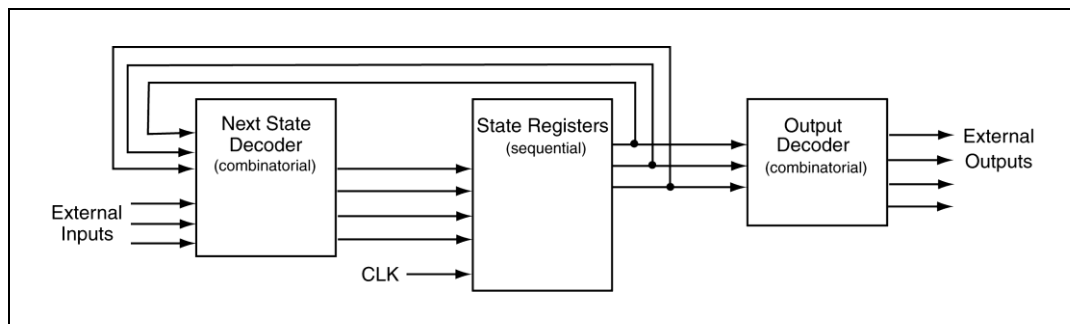 Next State
Decoder
(combinatorial)
State Registers
(sequential)
Output
Decoder
(combinatorial)
External
Outputs
External
Inputs
CLK